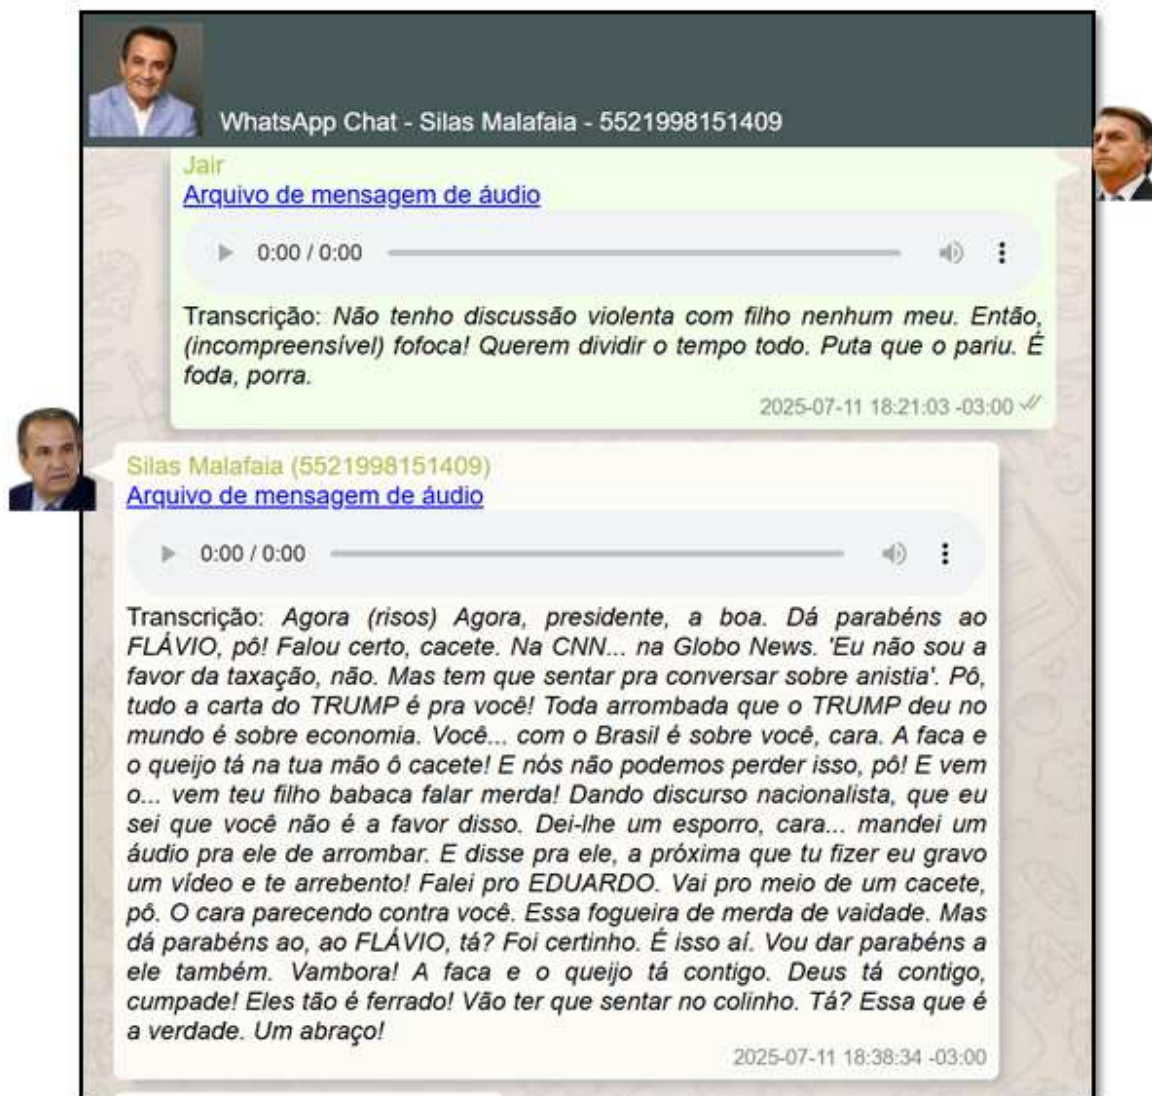 WhatsApp Chat - Silas Malafaia - 5521998151409
Jair
Arquivo de mensagem de áudio
0:00 / 0:00
Transcrição: Não tenho discussão violenta com filho nenhum meu. Então,
(incompreensível) fofoca! Querem dividir o tempo todo. Puta que o pariu. É
foda, porra.
2025-07-11 18:21:03 -03:00
Silas Malafaia (5521998151409)
Arquivo de mensagem de áudio
0:00 / 0:00
Transcrição: Agora (risos) Agora, presidente, a boa. Dá parabéns ao
FLÁVIO, pô! Falou certo, cacete. Na CNN... na Globo News. 'Eu não sou a
favor da taxação, não. Mas tem que sentar pra conversar sobre anistia'. Pô,
tudo a carta do TRUMP é pra você! Toda arrombada que o TRUMP deu no
mundo é sobre economia. Você... com o Brasil é sobre você, cara. A faca e
o queijo tá na tua mão ô cacete! E nós não podemos perder isso, pô! E vem
o... vem teu filho babaca falar merda! Dando discurso nacionalista, que eu
sei que você não é a favor disso. Dei-lhe um esporro, cara... mandei um
áudio pra ele de arrombar. E disse pra ele, a próxima que tu fizer eu gravo
um vídeo e te arrebento! Falei pro EDUARDO. Vai pro meio de um cacete,
pô. O cara parecendo contra você. Essa fogueira de merda de vaidade. Mas
dá parabéns ao, ao FLÁVIO, tá? Foi certinho. É isso aí. Vou dar parabéns a
ele também. Vambora! A faca e o queijo tá contigo. Deus tá contigo,
cumpade! Eles tão é ferrado! Vão ter que sentar no colinho. Tá? Essa que é
a verdade. Um abraço!
2025-07-11 18:38:34 -03:00